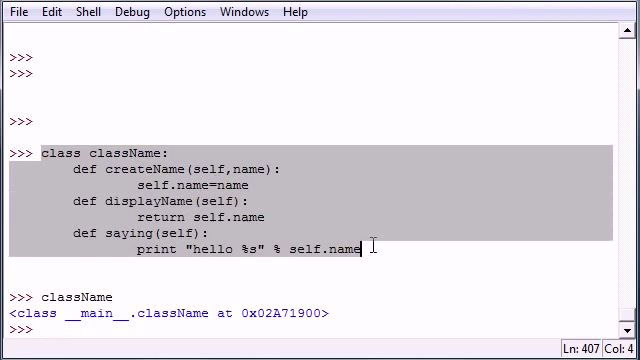 File Edit Shell Debug Options Windows Help
>>>
>>>
>>>
>>> class className:
def createName(self,name):
self.name=name
def displayName(self):
return self.name
def saying(self):
print "hello %s" % self.name
>>> className
<class __main__.className at 0x02A71900>
>>>
Ln: 407 Col: 4